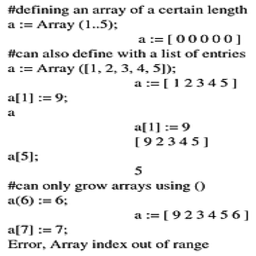 #defining an array of a certain length
a := Array (1..5);
a := [ 0 0 0 0 0 ]
#can also define with a list of entries
a := Array ([1, 2, 3, 4, 5]);
a := [ 1 2 3 4 5 ]
a[1] := 9;
a
a[1] := 9
[ 9 2 3 4 5 ]
a[5];
5
#can only grow arrays using ()
a(6) := 6;
a := [ 9 2 3 4 5 6 ]
a[7] := 7;
Error, Array index out of range